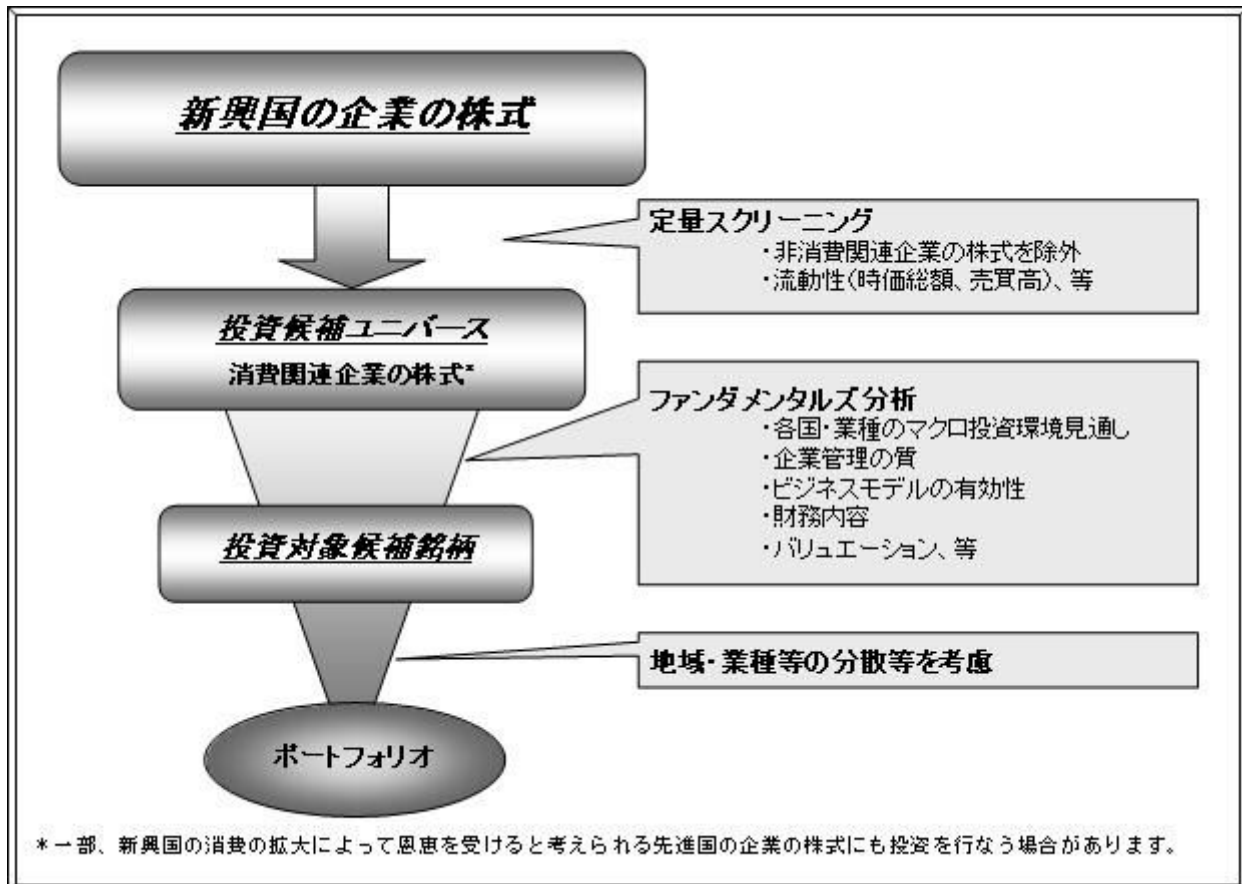 新興国の企業の株式
定量スクリーニング
・非消費関連企業の株式を除外
・流動性(時価総額、売買高)、等
投資候補ユニバース
消費関連企業の株式*
ファンダメンタルズ分析
・各国・業種のマクロ投資環境見通し
・企業管理の質
・ビジネスモデルの有効性
・財務内容
・バリュエーション、等
投資対象候補銘柄
地域・業種等の分散等を考慮
ポートフォリオ
*一部、新興国の消費の拡大によって恩恵を受けると考えられる先進国の企業の株式にも投資を行なう場合があります。